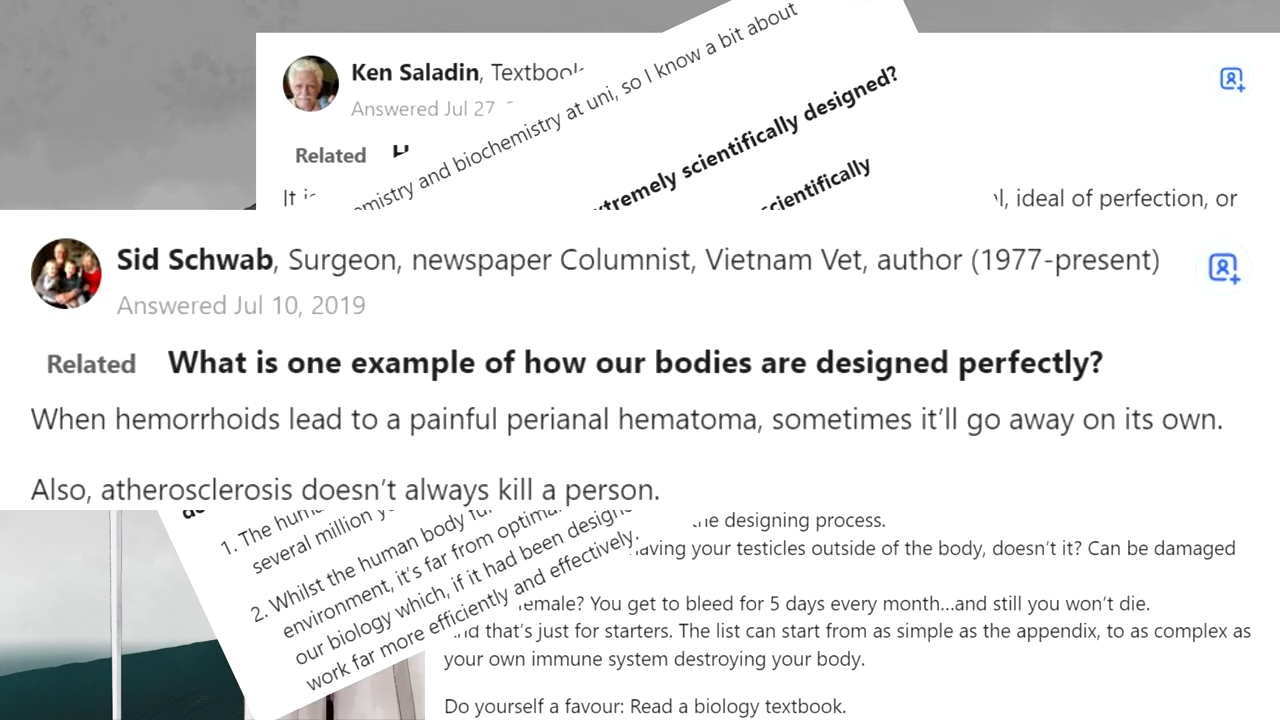 Ken Saladin, Textbook
Answered Jul 27
Related
It
mistry and biochemistry at uni, so I know a bit about
xtremely scientifically designed?
scientifically
l, ideal of perfection, or
Sid Schwab, Surgeon, newspaper Columnist, Vietnam Vet, author (1977-present)
Answered Jul 10, 2019
Related What is one example of how our bodies are designed perfectly?
When hemorrhoids lead to a painful perianal hematoma, sometimes it'll go away on its own.
Also, atherosclerosis doesn't always kill a person.
1. The hum
several million y
2. Whilst the human body fu
environment, it's far from optima
our biology which, if it had been designe
work far more efficiently and effectively.
the designing process.
aving your testicles outside of the body, doesn't it? Can be damaged
emale? You get to bleed for 5 days every month...and still you won't die.
nd that's just for starters. The list can start from as simple as the appendix, to as complex as
your own immune system destroying your body.
Do yourself a favour: Read a biology textbook.